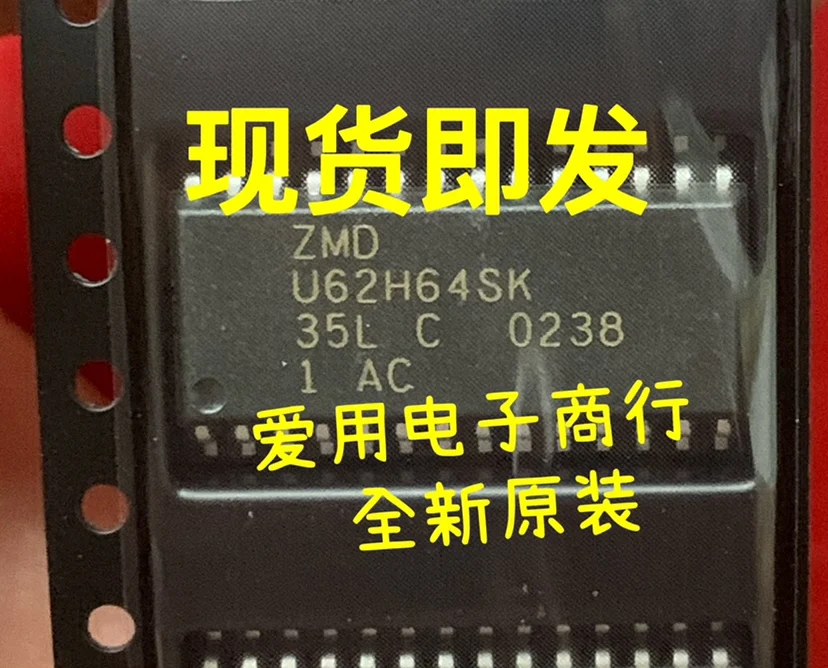 现货即发
ZMD
U62H64SK
35L C 0238
1 AC
爱用电子商行
全新原装